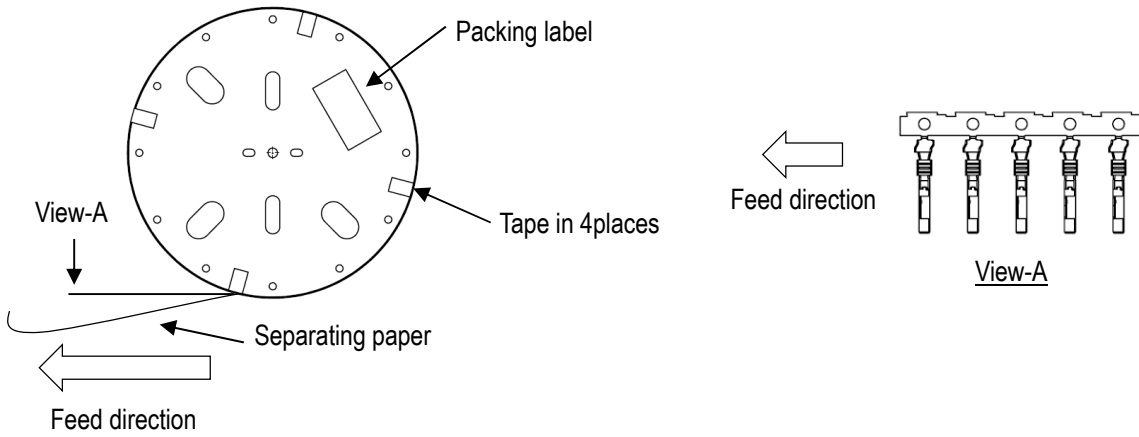 Packing label
Feed direction
View-A
Tape in 4places
View-A
Separating paper
Feed direction